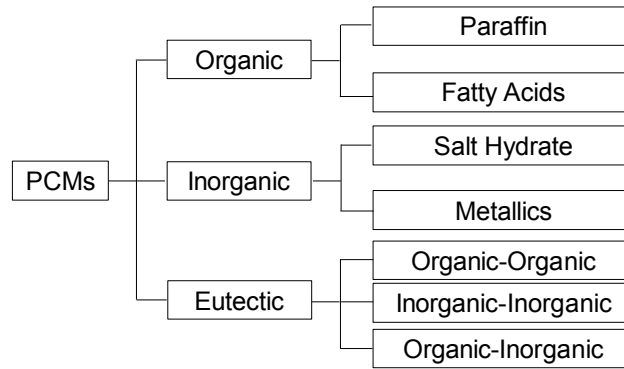 PCMs
Organic
Paraffin
Fatty Acids
Inorganic
Salt Hydrate
Metallics
Eutectic
Organic-Organic
Inorganic-Inorganic
Organic-Inorganic